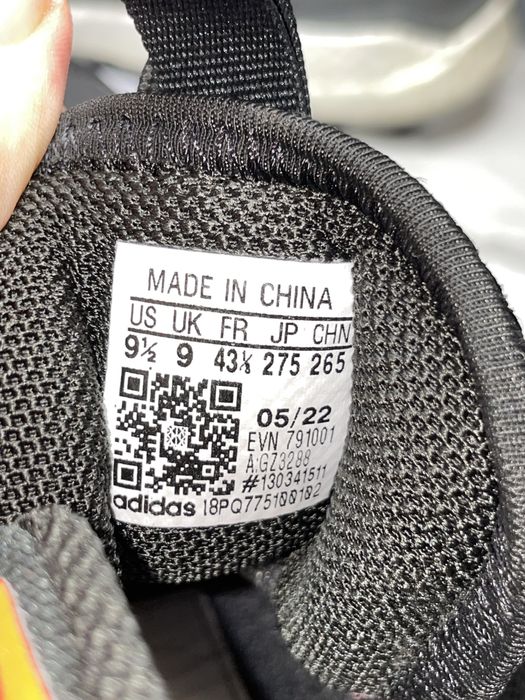 MADE IN CHINA
US UK FR JP CHN
9½ 9 43⅓ 275 265
05/22
EVN 791001
A,GZ3288
#130341511
adidas 18PQ775100102